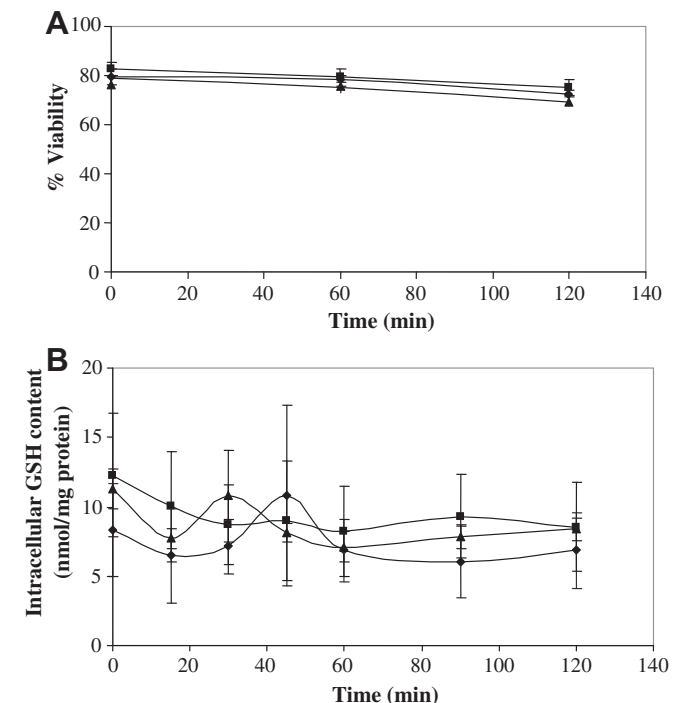 A
100
80
60
40
20
0
% Viability
0 20 40 60 80 100 120 140
Time (min)
B
20
15
10
5
0
Intracellular GSH content
(nmol/mg protein)
0 20 40 60 80 100 120 140
Time (min)